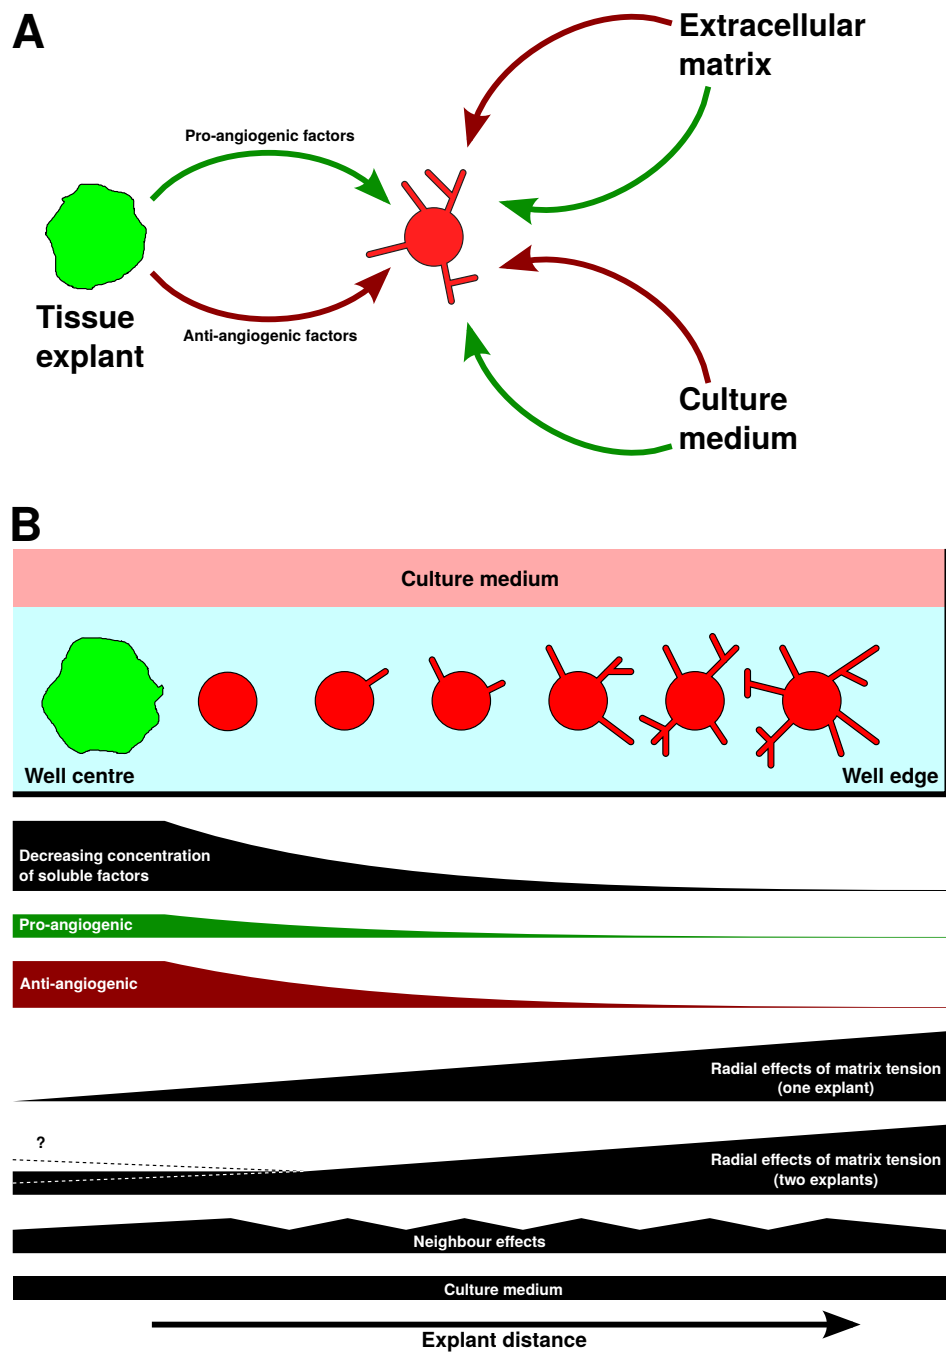 A
Extracellular
matrix
Pro-angiogenic factors
Tissue
explant
Anti-angiogenic factors
Culture
medium
B
Culture medium
Well centre
Well edge
Decreasing concentration
of soluble factors
Pro-angiogenic
Anti-angiogenic
Radial effects of matrix tension
(one explant)
?
Radial effects of matrix tension
(two explants)
Neighbour effects
Culture medium
Explant distance